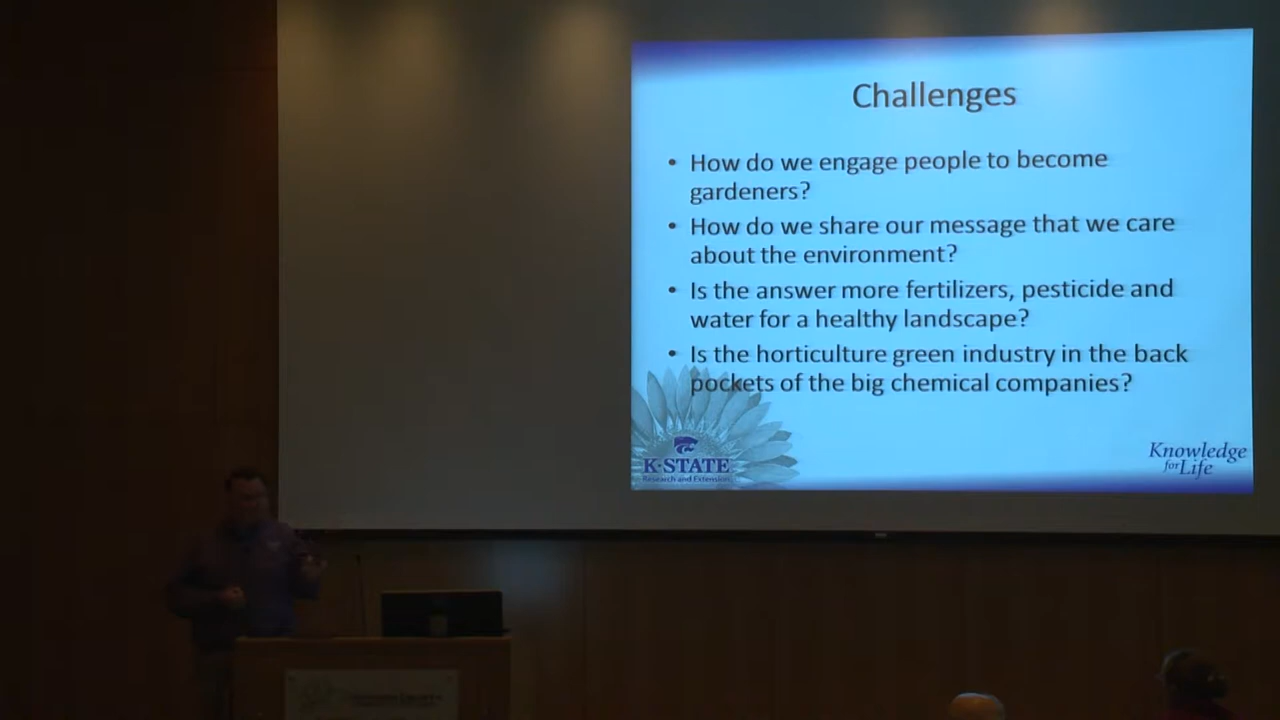 Challenges
• How do we engage people to become
gardeners?
• How do we share our message that we care
about the environment?
• Is the answer more fertilizers, pesticide and
water for a healthy landscape?
• Is the horticulture green industry in the back
pockets of the big chemical companies?
K-STATE
Research and Extension
Knowledge
for Life